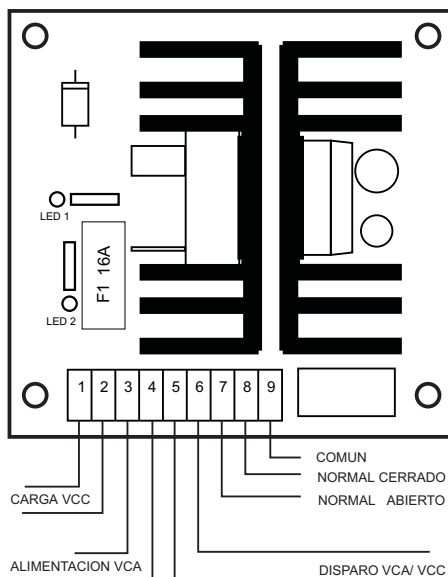 LED 1
F1 16A
LED 2
1 2 3 4 5 6 7 8 9
COMUN
NORMAL CERRADO
CARGA VCC
NORMAL ABIERTO
ALIMENTACION VCA
DISPARO VCA/ VCC